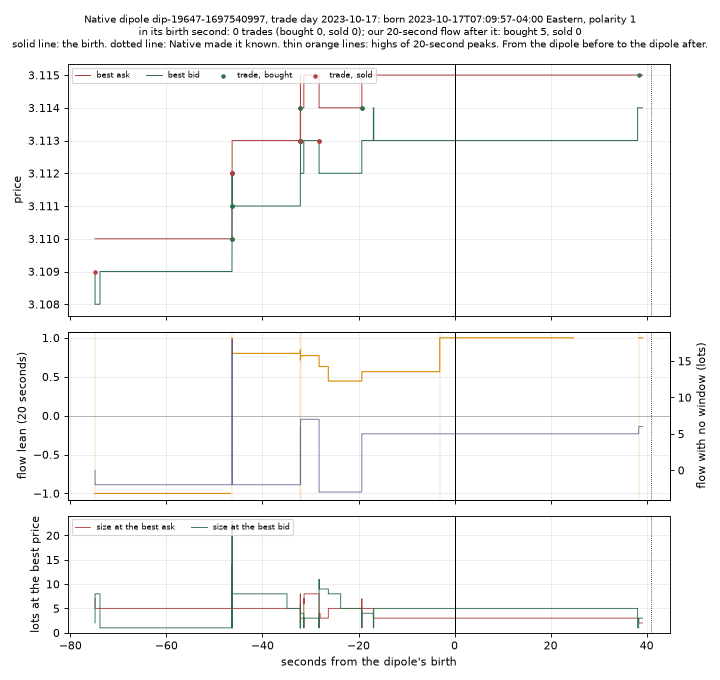 Native dipole dip-19647-1697540997, trade day 2023-10-17: born 2023-10-17T07:09:57-04:00 Eastern, polarity 1
in its birth second: 0 trades (bought 0, sold 0); our 20-second flow after it: bought 5, sold 0
solid line: the birth. dotted line: Native made it known. thin orange lines: highs of 20-second peaks. From the dipole before to the dipole after.
best ask
best bid
trade, bought
trade, sold
3.115
3.114
3.113
3.112
3.111
3.110
3.109
3.108
price
1.0
0.5
0.0
−0.5
−1.0
flow lean (20 seconds)
15
10
5
0
flow with no window (lots)
size at the best ask
size at the best bid
20
15
10
5
0
lots at the best price
−80
−60
−40
−20
0
20
40
seconds from the dipole's birth